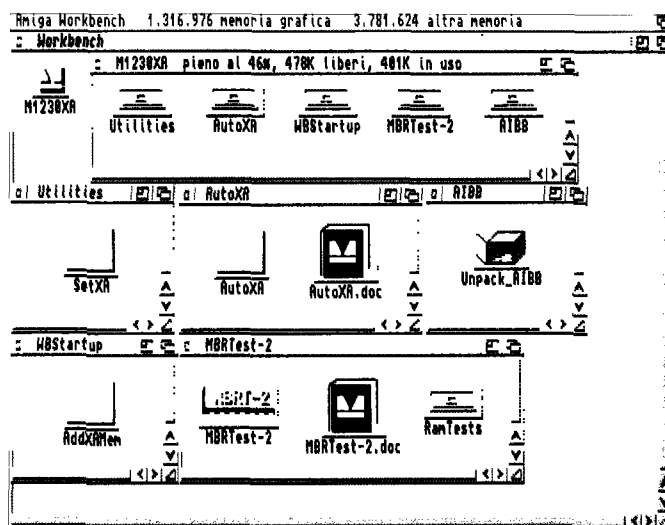 Amiga Workbench 1.316.976 memoria grafica 3.781.624 altra memoria
Workbench
M1230XA
M1230XA pieno al 46%, 478K liberi, 401K in uso
Utilities
AutoXA
WBStartup
MBRTest-2
AIBB
Utilities
SetXA
AutoXA
AutoXA
AutoXA.doc
AIBB
Unpack_AIBB
WBStartup
AddXAMem
MBRTest-2
MBRT-2
MBRTest-2
MBRTest-2.doc
RamTests